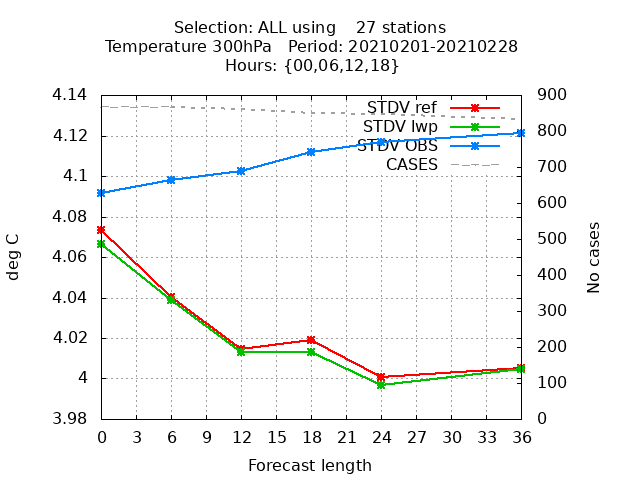 Selection: ALL using    27 stations
Temperature 300hPa   Period: 20210201-20210228
Hours: {00,06,12,18}
4.14
4.12
4.1
4.08
4.06
4.04
4.02
4
3.98
deg C
STDV ref
STDV lwp
STDV OBS
CASES
900
800
700
600
500
400
300
200
100
0
No cases
0 3 6 9 12 15 18 21 24 27 30 33 36
Forecast length